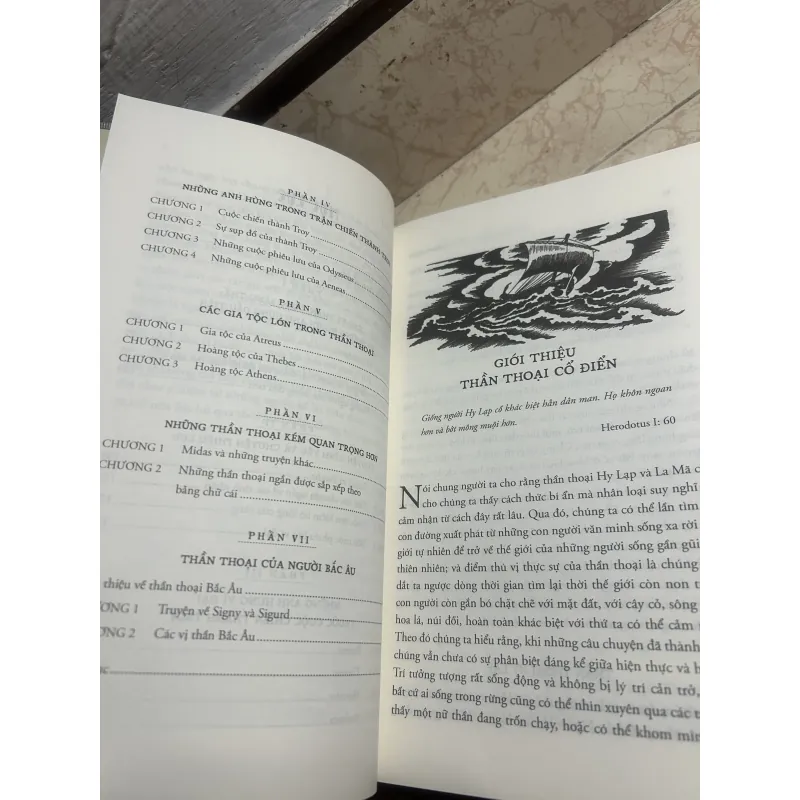 PHẦN IV
NHỮNG ANH HÙNG TRONG TRẬN CHIẾN THÀNH
CHƯƠNG 1 Cuộc chiến thành Troy
CHƯƠNG 2 Sự sụp đổ của thành Troy
CHƯƠNG 3 Những cuộc phiêu lưu của Odysseus
CHƯƠNG 4 Những cuộc phiêu lưu của Aeneas
PHẦN V
CÁC GIA TỘC LỚN TRONG THẦN THOẠI
CHƯƠNG 1 Gia tộc của Atreus
CHƯƠNG 2 Hoàng tộc của Thebes
CHƯƠNG 3 Hoàng tộc Athens
PHẦN VI
NHỮNG THẦN THOẠI KÉM QUAN TRỌNG HƠN
CHƯƠNG 1 Midas và những truyện khác
CHƯƠNG 2 Những thần thoại ngắn được sắp xếp theo
bảng chữ cái
PHẦN VII
THẦN THOẠI CỦA NGƯỜI BẮC ÂU
thiệu về thần thoại Bắc Âu
ƯƠNG 1 Truyện về Signy và Sigurd
ƠNG 2 Các vị thần Bắc Âu
GIỚI THIỆU
THẦN THOẠI CỔ ĐIỂN
Giống người Hy Lạp cổ khác biệt hẳn dân man. Họ khôn ngoan
hơn và bớt mông muội hơn.
Herodotus I: 60
Nói chung người ta cho rằng thần thoại Hy Lạp và La Mã c
cho chúng ta thấy cách thức bí ẩn mà nhân loại suy nghĩ
cảm nhận từ cách đây rất lâu. Qua đó, chúng ta có thể lần tìm
con đường xuất phát từ những con người văn minh sống xa rời
giới tự nhiên để trở về thế giới của những người sống gần gũi
thiên nhiên; và điểm thú vị thực sự của thần thoại là chúng
dắt ta ngược dòng thời gian tìm lại thời thế giới còn non t
con người còn gắn bó chặt chẽ với mặt đất, với cây cỏ, sông
hoa lá, núi đồi, hoàn toàn khác biệt với thứ ta có thể cảm
Theo đó chúng ta hiểu rằng, khi những câu chuyện đã thành
chúng vẫn chưa có sự phân biệt đáng kể giữa hiện thực và h
Trí tưởng tượng rất sống động và không bị lý trí cản trở,
bất cứ ai sống trong rừng cũng có thể nhìn xuyên qua các t
thấy một nữ thần đang trốn chạy, hoặc có thể khom mìn